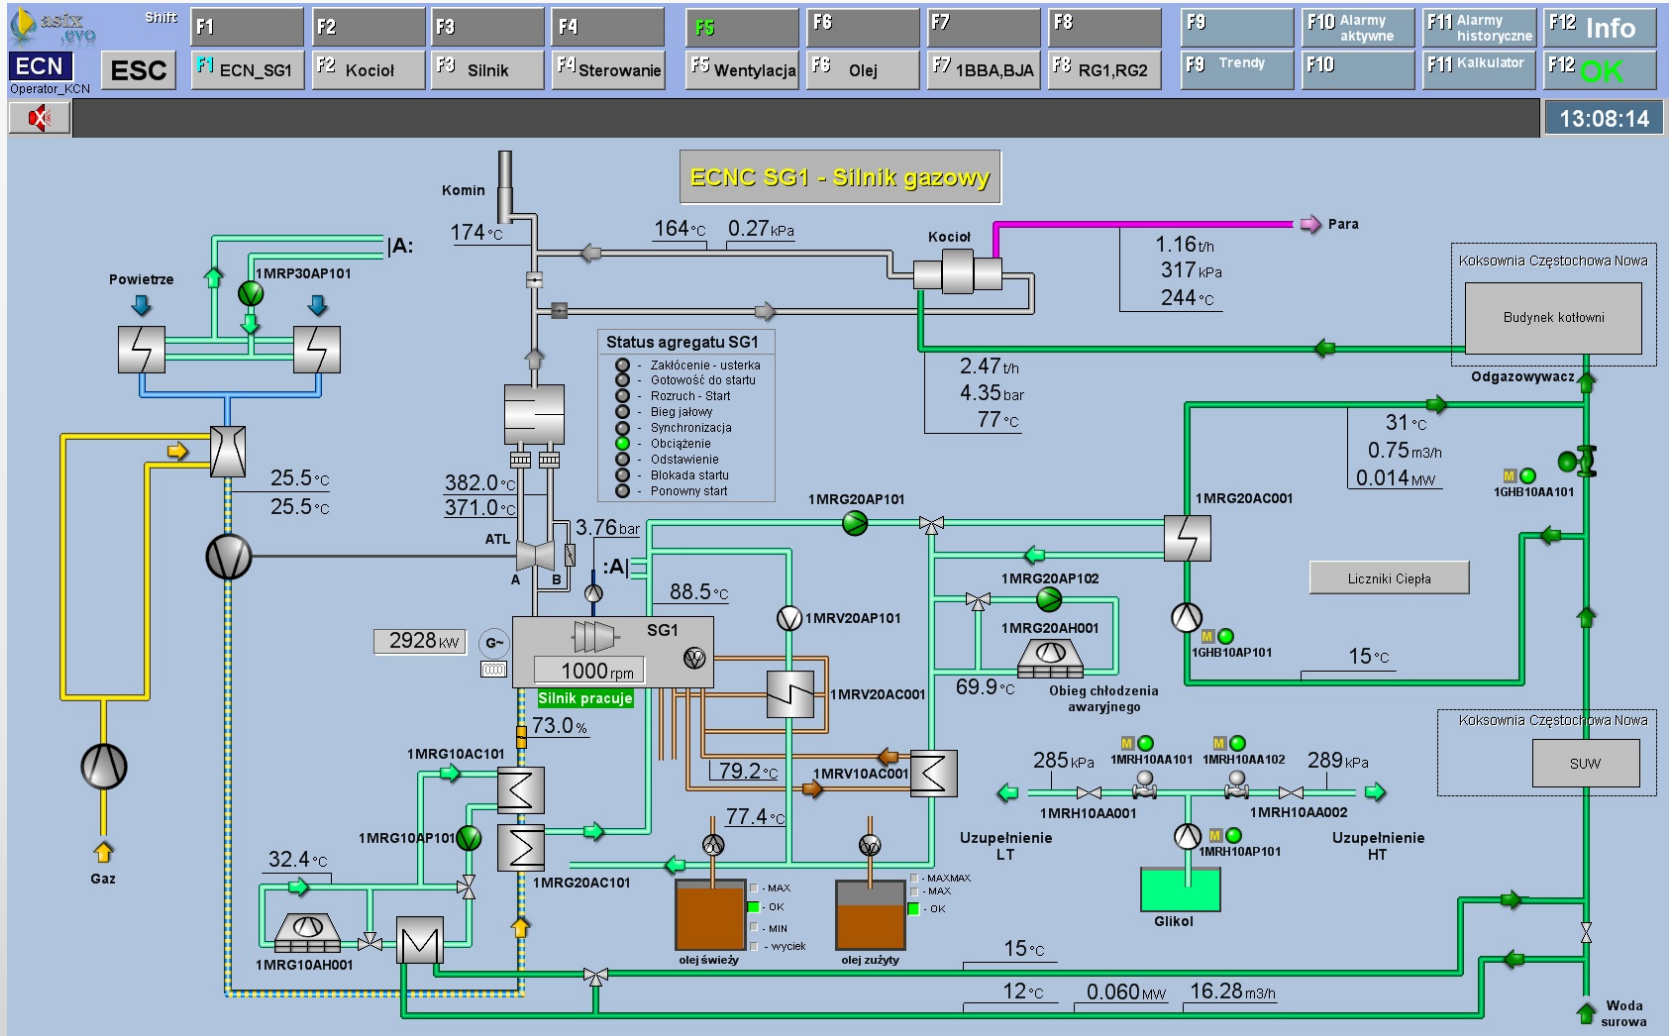 asix
.evo
Shift
F1
F2
F3
F4
F5
F6
F7
F8
F9
F10 Alarmy aktywne
F11 Alarmy historyczne
F12 Info
ECN
Operator_KCN
ESC
F1 ECN_SG1
F2 Kocioł
F3 Silnik
F4 Sterowanie
F5 Wentylacja
F6 Olej
F7 1BBA,BJA
F8 RG1,RG2
F9 Trendy
F10
F11 Kalkulator
F12 OK
13:08:14
ECNC SG1 - Silnik gazowy
Komin
174 °C
164 °C
0.27 kPa
Kocioł
Para
1.16 t/h
317 kPa
244 °C
Koksownia Częstochowa Nowa
Budynek kotłowni
Odgazowywacz
|A:
1MRP30AP101
Powietrze
Status agregatu SG1
- Zakłócenie - usterka
- Gotowość do startu
- Rozruch - Start
- Bieg jałowy
- Synchronizacja
- Obciążenie
- Odstawienie
- Blokada startu
- Ponowny start
2.47 t/h
4.35 bar
77 °C
31 °C
0.75 m3/h
0.014 MW
1GHB10AA101
M
25.5 °C
25.5 °C
382.0 °C
371.0 °C
ATL
A
B
3.76 bar
:A|
88.5 °C
1MRG20AP101
1MRG20AC001
1MRG20AP102
1MRG20AH001
69.9 °C
Obieg chłodzenia
awaryjnego
M
1GHB10AP101
15 °C
Liczniki Ciepła
2928 kW
G~
SG1
1000 rpm
Silnik pracuje
73.0 %
1MRV20AP101
1MRV20AC001
79.2 °C
1MRV10AC001
77.4 °C
1MRG10AC101
1MRG10AP101
1MRG20AC101
32.4 °C
1MRG10AH001
Gaz
Koksownia Częstochowa Nowa
SUW
285 kPa
M
1MRH10AA101
M
1MRH10AA102
289 kPa
1MRH10AA001
1MRH10AA002
Uzupełnienie
LT
M
1MRH10AP101
Uzupełnienie
HT
Glikol
- MAX
- OK
- MIN
- wyciek
olej świeży
- MAXMAX
- MAX
- OK
olej zużyty
15 °C
12 °C
0.060 MW
16.28 m3/h
Woda
surowa